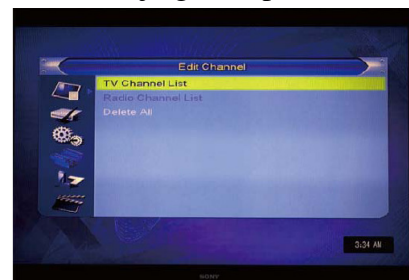 Edit Channel
TV Channel List
Radio Channel List
Delete All
3:34 AM
SONY